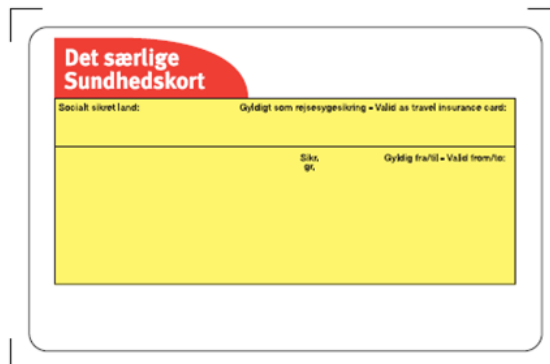 Det særlige
Sundhedskort
Socialt sikret land: Gyldigt som rejsesygesikring - Valid as travel insurance card:
Sikr. Gyldig fra/til - Valid from/to:
gr.